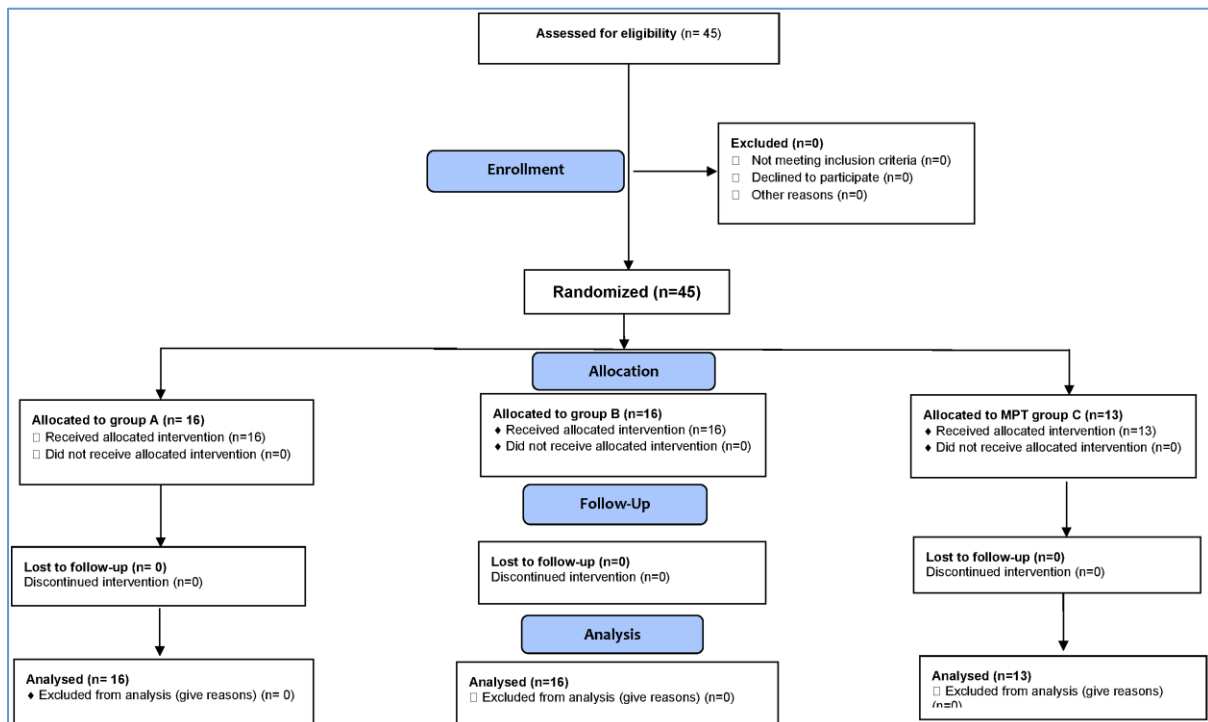 Assessed for eligibility (n= 45)
Enrollment
Excluded (n=0)
▯ Not meeting inclusion criteria (n=0)
▯ Declined to participate (n=0)
▯ Other reasons (n=0)
Randomized (n=45)
Allocation
Allocated to group A (n= 16)
▯ Received allocated intervention (n=16)
▯ Did not receive allocated intervention (n=0)
Allocated to group B (n=16)
♦ Received allocated intervention (n=16)
♦ Did not receive allocated intervention (n=0)
Allocated to MPT group C (n=13)
♦ Received allocated intervention (n=13)
♦ Did not receive allocated intervention (n=0)
Follow-Up
Lost to follow-up (n= 0)
Discontinued intervention (n=0)
Lost to follow-up (n=0)
Discontinued intervention (n=0)
Lost to follow-up (n=0)
Discontinued intervention (n=0)
Analysis
Analysed (n= 16)
♦ Excluded from analysis (give reasons) (n= 0)
Analysed (n=16)
▯ Excluded from analysis (give reasons) (n=0)
Analysed (n=13)
▯ Excluded from analysis (give reasons)
(n=0)